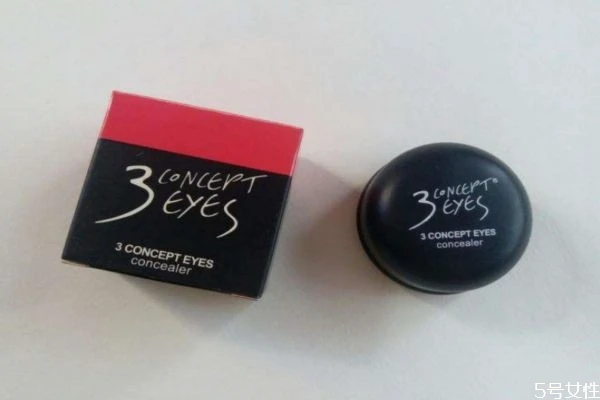 3 CONCEPT
EYES
3 CONCEPT EYES
concealer
3 CONCEPT®
EYES
3 CONCEPT EYES
concealer
5号女性